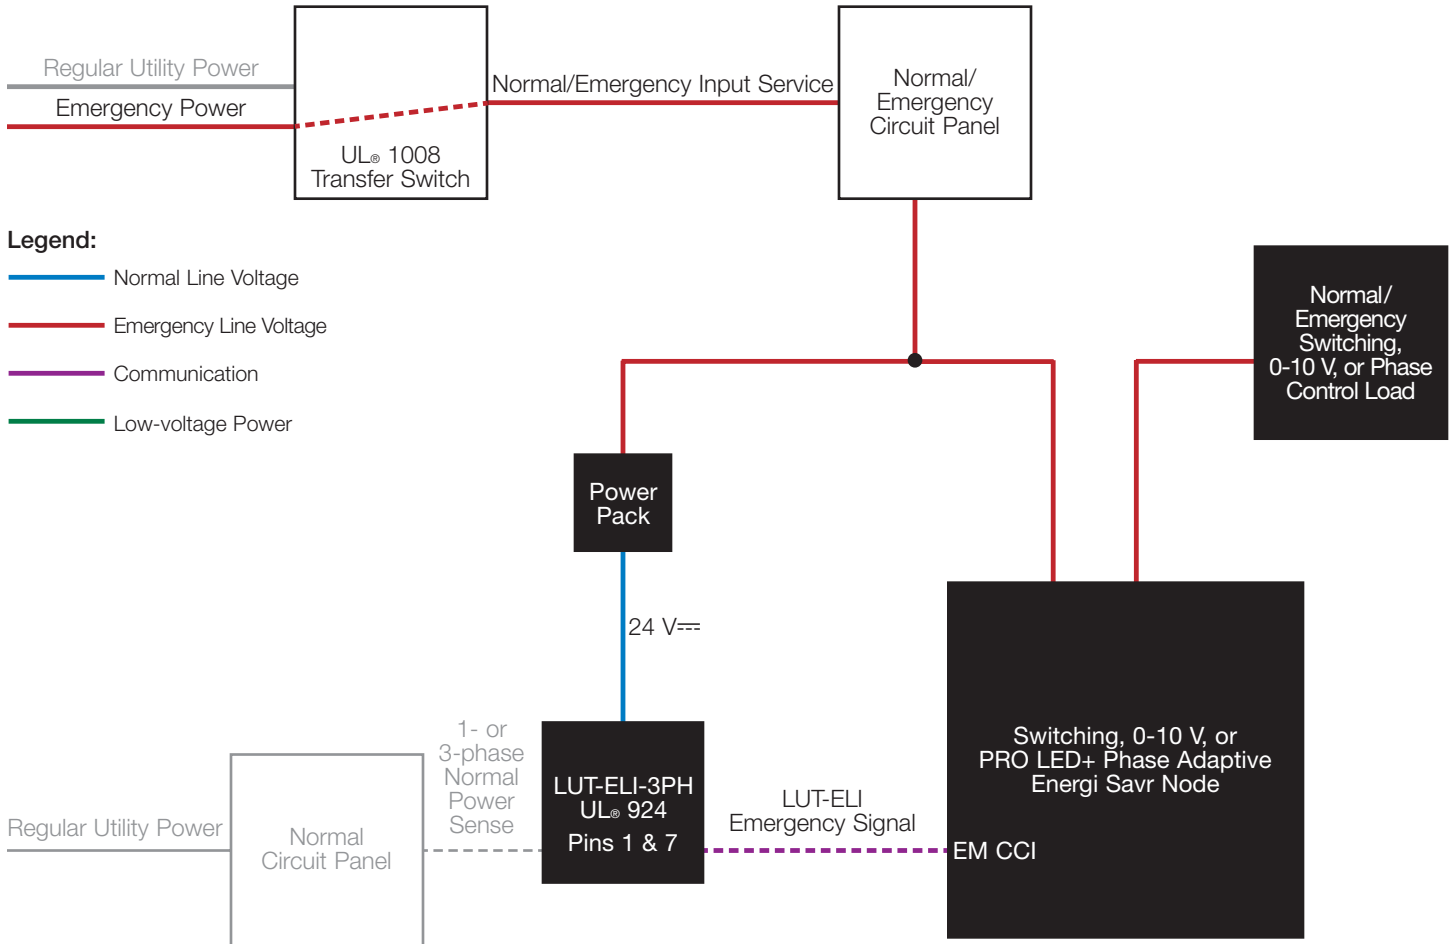 Regular Utility Power
Emergency Power
UL® 1008
Transfer Switch
Normal/Emergency Input Service
Normal/
Emergency
Circuit Panel
Legend:
Normal Line Voltage
Emergency Line Voltage
Communication
Low-voltage Power
Normal/
Emergency
Switching,
0-10 V, or Phase
Control Load
Power
Pack
24 V⎓
1- or
3-phase
Normal
Power
Sense
Regular Utility Power
Normal
Circuit Panel
LUT-ELI-3PH
UL® 924
Pins 1 & 7
LUT-ELI
Emergency Signal
EM CCI
Switching, 0-10 V, or
PRO LED+ Phase Adaptive
Energi Savr Node